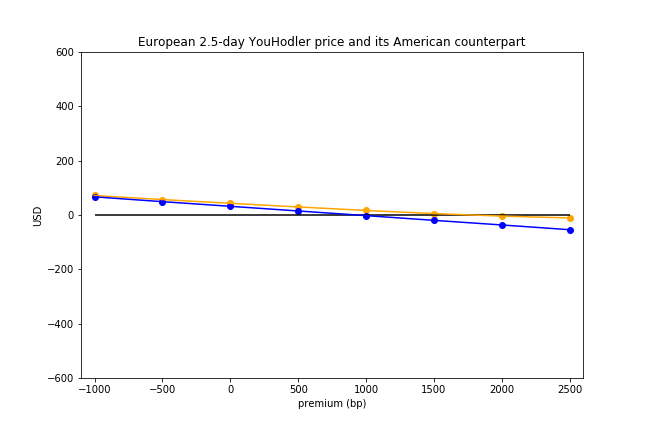 European 2.5-day YouHodler price and its American counterpart
600
400
200
0
−200
−400
−600
USD
−1000 −500 0 500 1000 1500 2000 2500
premium (bp)